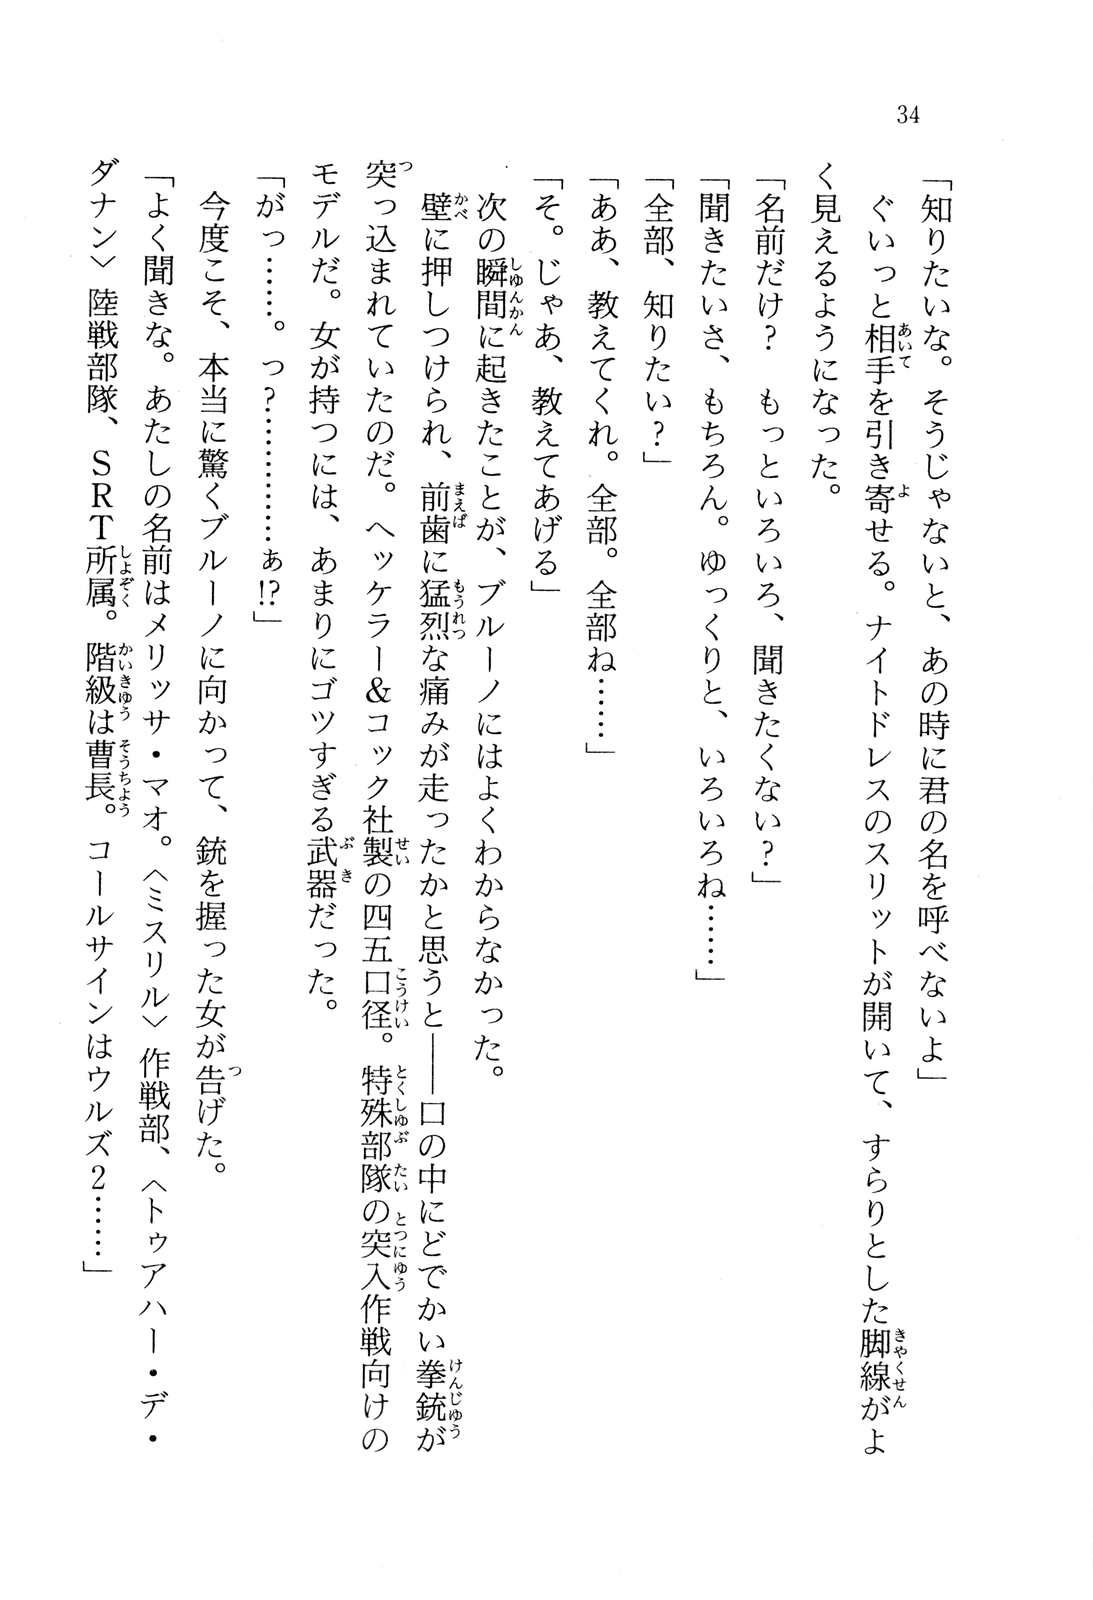 34
「知りたいな。そうじゃないと、あの時に君の名を呼べないよ」
ぐいっと相手を引き寄せる。ナイトドレスのスリットが開いて、すらりとした脚線がよ
く見えるようになった。
「名前だけ?　もっといろいろ、聞きたくない?」
「聞きたいさ、もちろん。ゆっくりと、いろいろね……」
「全部、知りたい?」
「ああ、教えてくれ。全部。全部ね……」
「そ。じゃあ、教えてあげる」
次の瞬間に起きたことが、ブルーノにはよくわからなかった。
壁に押しつけられ、前歯に猛烈な痛みが走ったかと思うと――口の中にどでかい拳銃が
突っ込まれていたのだ。ヘッケラー&コック社製の四五口径。特殊部隊の突入作戦向けの
モデルだ。女が持つには、あまりにゴツすぎる武器だった。
「がっ……。っ?…………ぁ!?」
今度こそ、本当に驚くブルーノに向かって、銃を握った女が告げた。
「よく聞きな。あたしの名前はメリッサ・マオ。〈ミスリル〉作戦部、〈トゥアハー・デ・
ダナン〉陸戦部隊、SRT所属。階級は曹長。コールサインはウルズ2……」